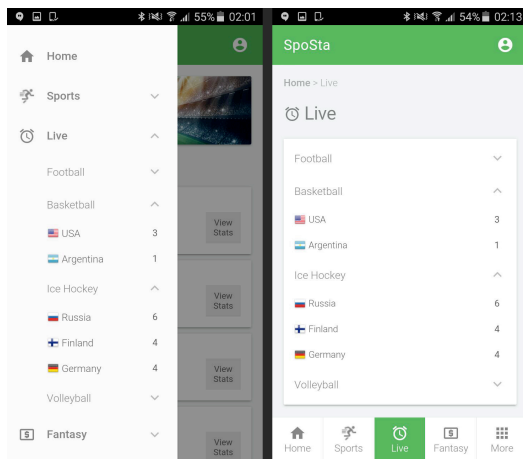 55% 02:01
Home
Sports
Live
Football
Basketball
USA 3
Argentina 1
Ice Hockey
Russia 6
Finland 4
Germany 4
Volleyball
Fantasy
View
Stats
View
Stats
View
Stats
View
Stats
54% 02:13
SpoSta
Home > Live
Live
Football
Basketball
USA 3
Argentina 1
Ice Hockey
Russia 6
Finland 4
Germany 4
Volleyball
Home Sports Live Fantasy More